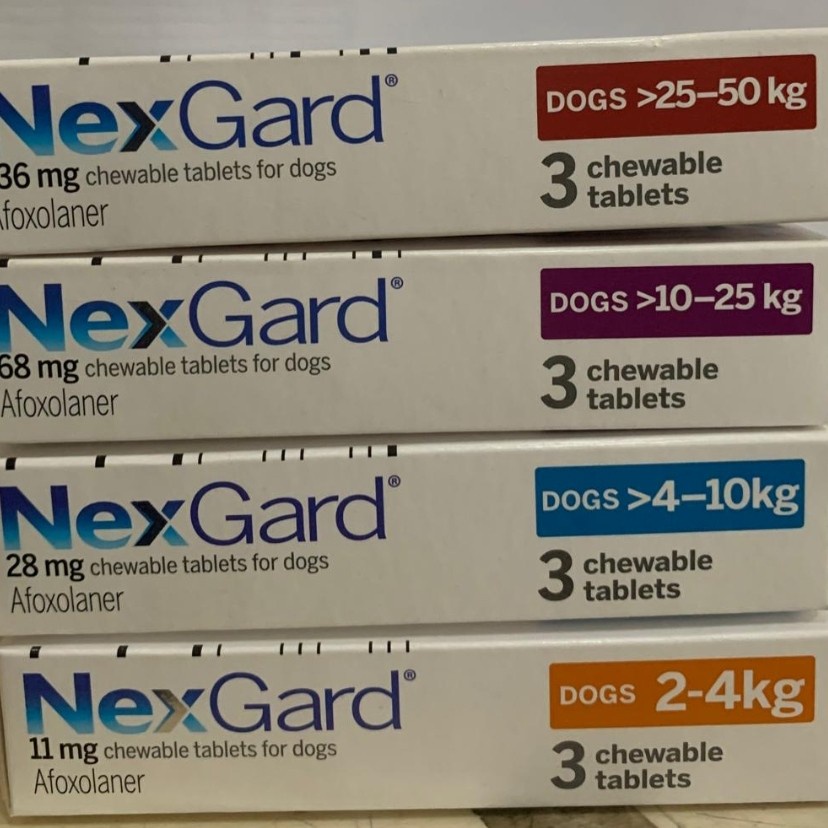 NexGard®
36 mg chewable tablets for dogs
Afoxolaner
DOGS >25–50 kg
3 chewable
tablets
NexGard®
68 mg chewable tablets for dogs
Afoxolaner
DOGS >10–25 kg
3 chewable
tablets
NexGard®
28 mg chewable tablets for dogs
Afoxolaner
DOGS >4–10kg
3 chewable
tablets
NexGard®
11 mg chewable tablets for dogs
Afoxolaner
DOGS 2-4kg
3 chewable
tablets